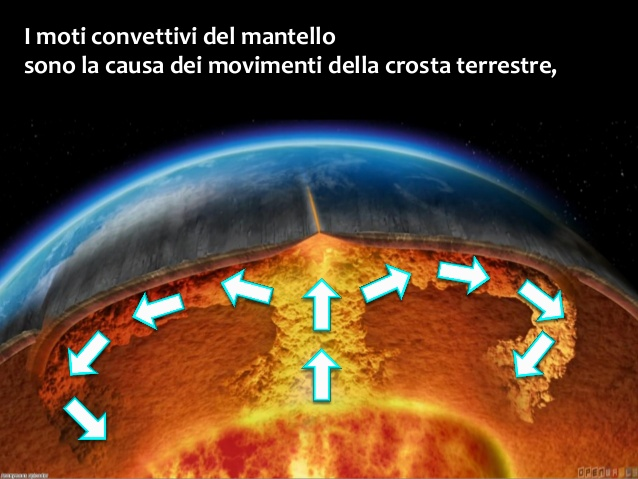 I moti convettivi del mantello
sono la causa dei movimenti della crosta terrestre,